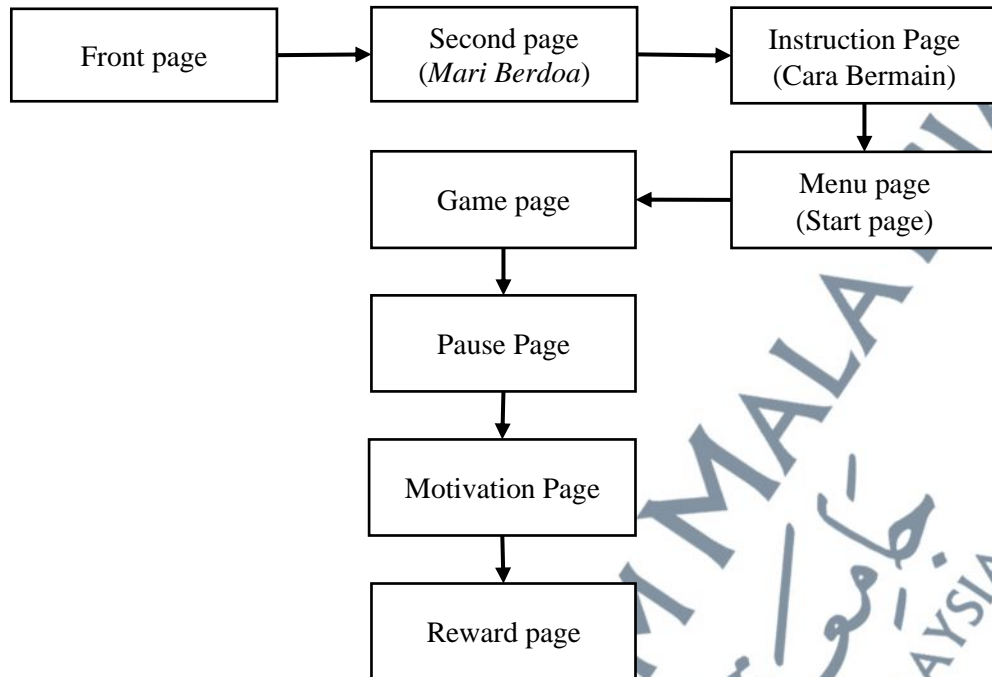 Front page
Second page
(Mari Berdoa)
Instruction Page
(Cara Bermain)
Menu page
(Start page)
Game page
Pause Page
Motivation Page
Reward page